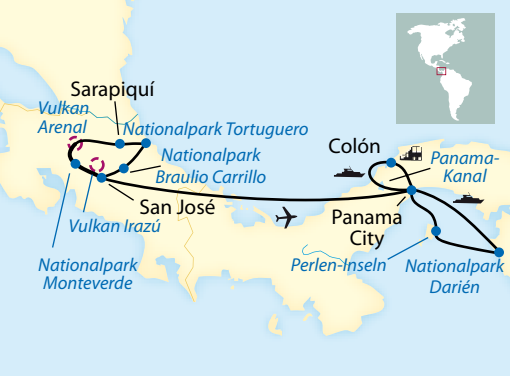 Sarapiquí
Vulkan
Arenal
Nationalpark Tortuguero
Nationalpark
Braulio Carrillo
San José
Vulkan Irazú
Nationalpark
Monteverde
Colón
Panama-
Kanal
Panama
City
Perlen-Inseln
Nationalpark
Darién